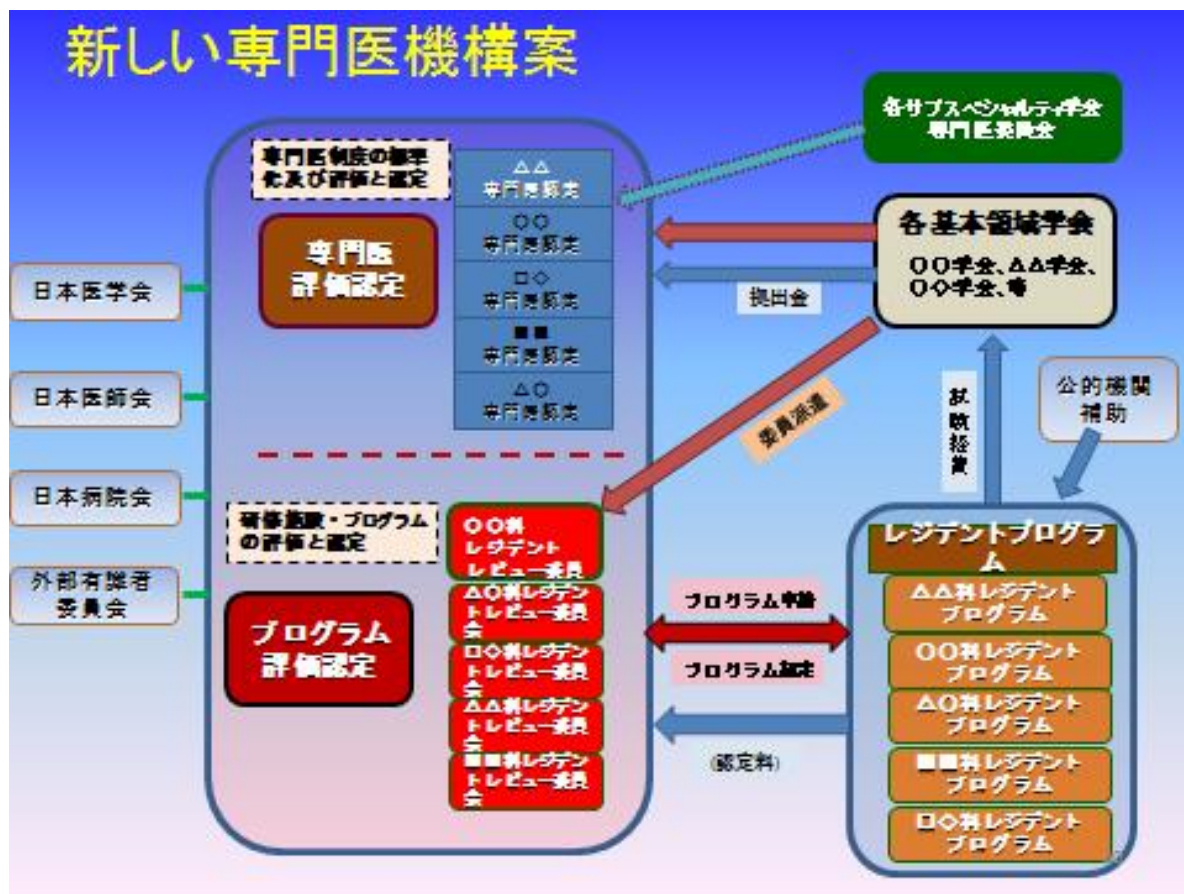 新しい専門医機構案
各サブスペシャルティ学会
専門医委員会
専門医制度の標準
化及び評価と認定
専門医
評価認定
△△
専門医認定
○○
専門医認定
□◇
専門医認定
■■
専門医認定
△○
専門医認定
各基本領域学会
○○学会、△△学会、
○◇学会、等
拠出金
委員派遣
試験経費
公的機関
補助
日本医学会
日本医師会
日本病院会
外部有識者
委員会
研修施設・プログラム
の評価と認定
プログラム
評価認定
○○科
レジデント
レビュー委員
△○科レジデン
トレビュー委員
会
□◇科レジデン
トレビュー委員
会
△△科レジデン
トレビュー委員
会
■■科レジデン
トレビュー委員
会
プログラム申請
プログラム認定
(認定料)
レジデントプログラ
ム
△△科レジデント
プログラム
○○科レジデント
プログラム
△○科レジデント
プログラム
■■科レジデント
プログラム
□◇科レジデント
プログラム